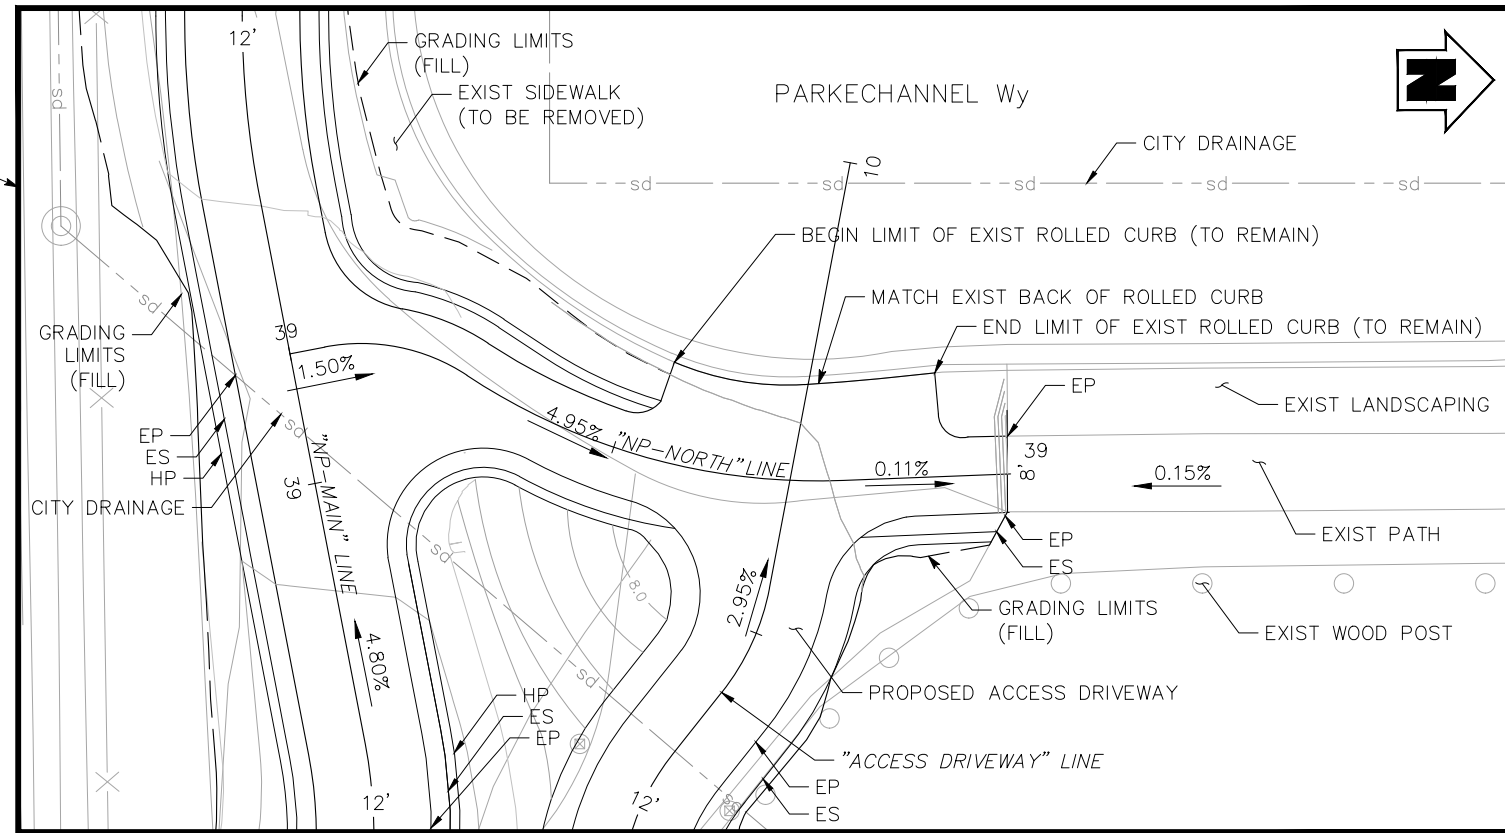 12'
GRADING LIMITS
(FILL)
EXIST SIDEWALK
(TO BE REMOVED)
PARKECHANNEL Wy
N
CITY DRAINAGE
sd
10
sd
sd
sd
sd
sd
BEGIN LIMIT OF EXIST ROLLED CURB (TO REMAIN)
MATCH EXIST BACK OF ROLLED CURB
END LIMIT OF EXIST ROLLED CURB (TO REMAIN)
sd
GRADING
LIMITS
(FILL)
39
1.50%
EP
EXIST LANDSCAPING
4.95%
"NP-NORTH" LINE
sd
EP
ES
HP
39
8'
0.11%
0.15%
CITY DRAINAGE
39
"NP-MAIN" LINE
EXIST PATH
EP
ES
sd
2.95%
8.0
GRADING LIMITS
(FILL)
EXIST WOOD POST
4.80%
sd
PROPOSED ACCESS DRIVEWAY
HP
ES
EP
"ACCESS DRIVEWAY" LINE
EP
ES
12'
12'